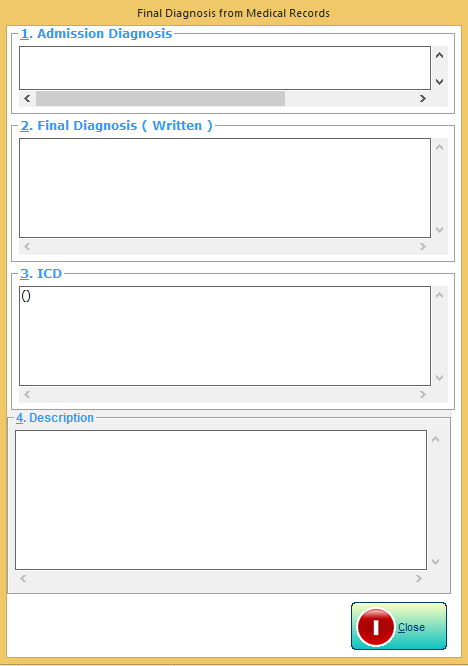 Final Diagnosis from Medical Records
1. Admission Diagnosis
2. Final Diagnosis ( Written )
3. ICD
()
4. Description
Close